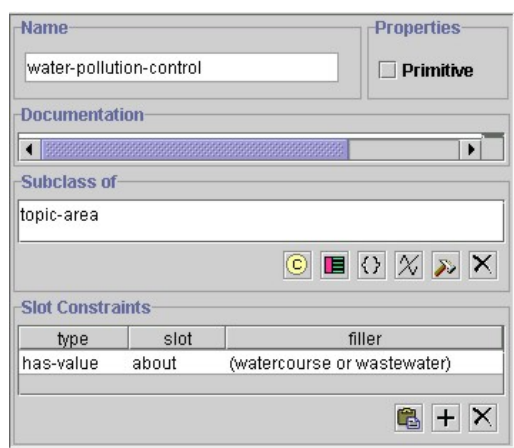 Name
Properties
water-pollution-control
Primitive
Documentation
Subclass of
topic-area
C
{}
Slot Constraints
type slot filler
has-value about (watercourse or wastewater)